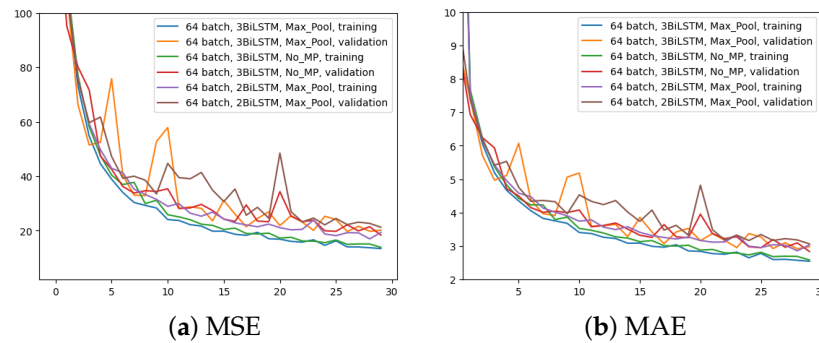 100
80
60
40
20
0
5
10
15
20
25
30
64 batch, 3BiLSTM, Max_Pool, training
64 batch, 3BiLSTM, Max_Pool, validation
64 batch, 3BiLSTM, No_MP, training
64 batch, 3BiLSTM, No_MP, validation
64 batch, 2BiLSTM, Max_Pool, training
64 batch, 2BiLSTM, Max_Pool, validation
(a) MSE
10
9
8
7
6
5
4
3
2
5
10
15
20
25
30
64 batch, 3BiLSTM, Max_Pool, training
64 batch, 3BiLSTM, Max_Pool, validation
64 batch, 3BiLSTM, No_MP, training
64 batch, 3BiLSTM, No_MP, validation
64 batch, 2BiLSTM, Max_Pool, training
64 batch, 2BiLSTM, Max_Pool, validation
(b) MAE